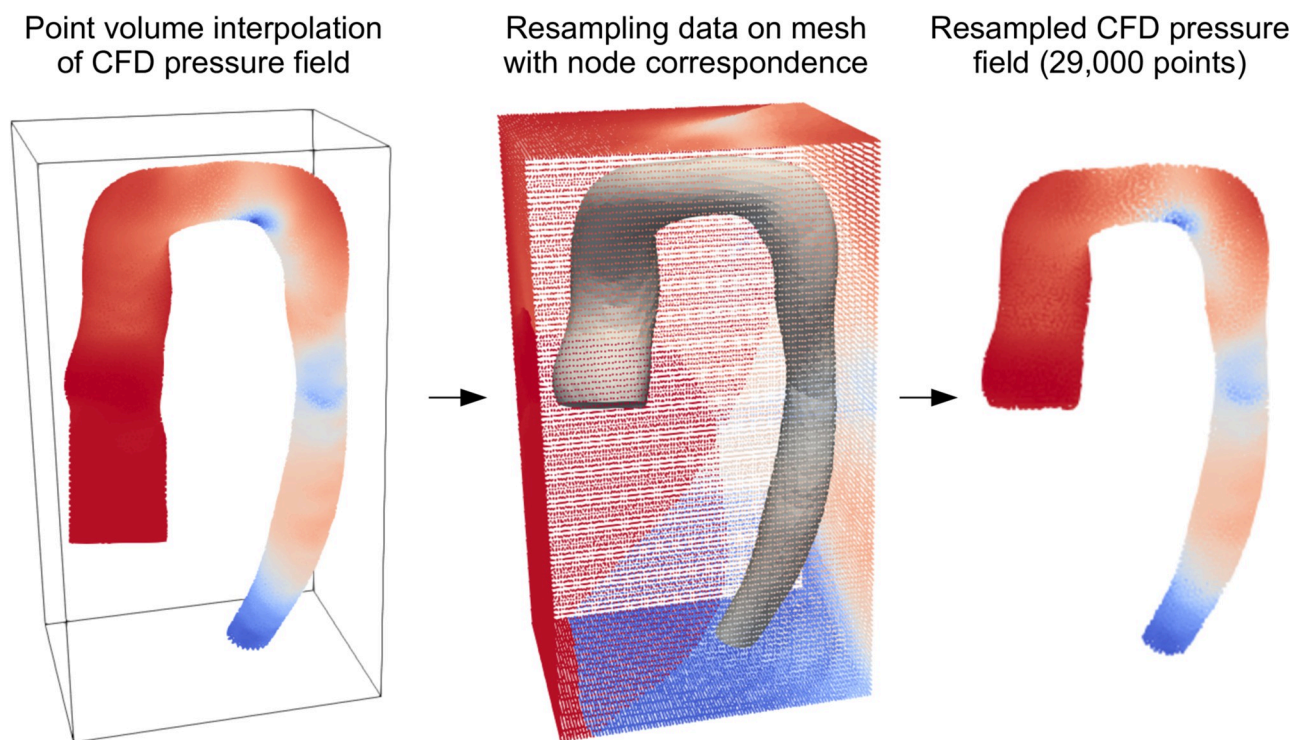 Point volume interpolation
of CFD pressure field
Resampling data on mesh
with node correspondence
Resampled CFD pressure
field (29,000 points)